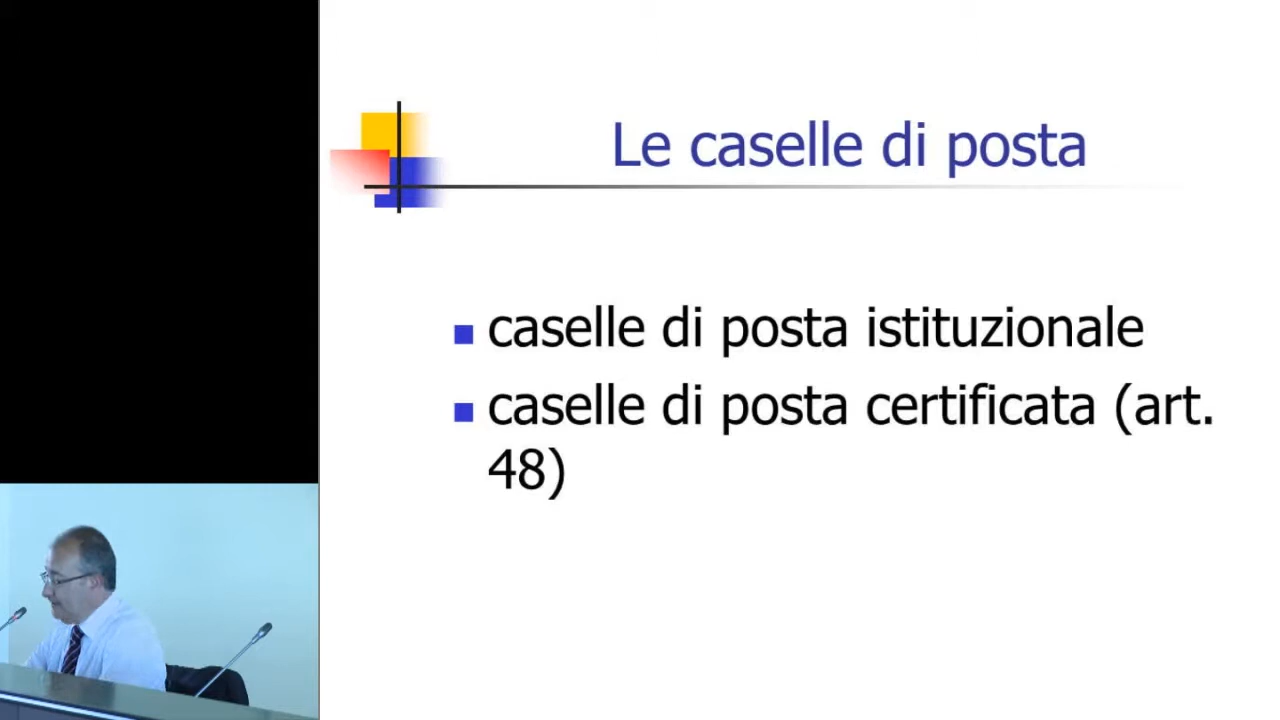 Le caselle di posta
caselle di posta istituzionale
caselle di posta certificata (art.
48)